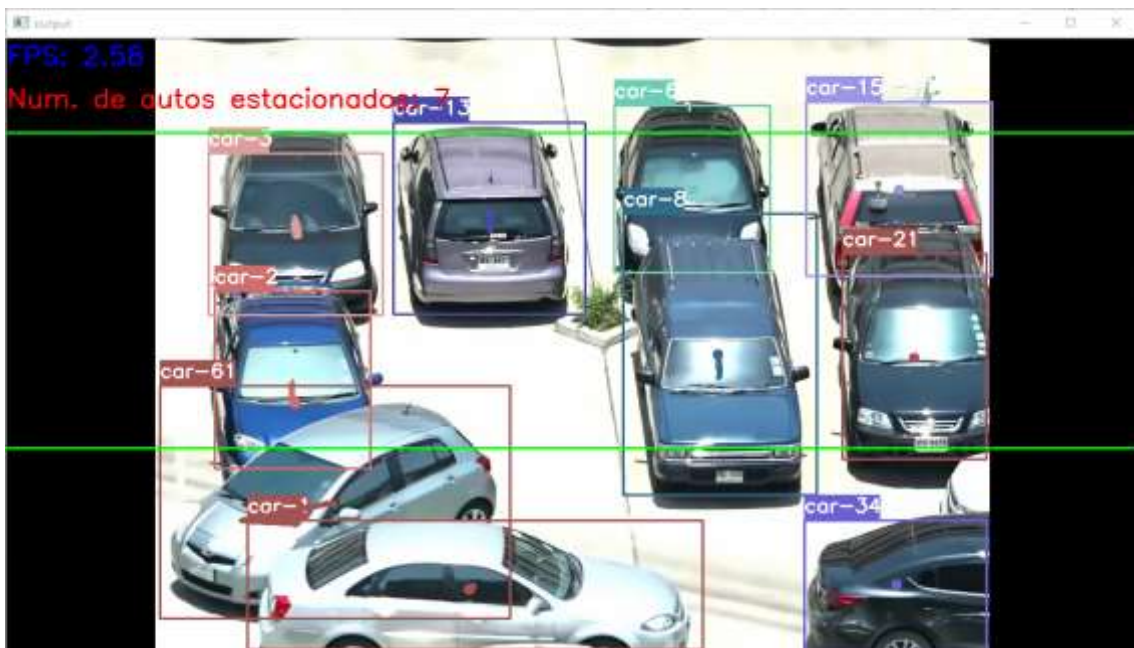 output
FPS: 2.58
Num. de autos estacionados: 7
car-13
car-6
car-15
car-3
car-8
car-21
car-2
car-61
car-1
car-34